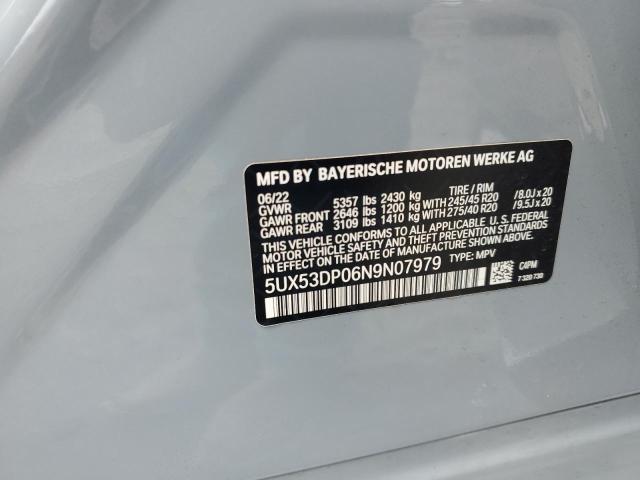 MFD BY BAYERISCHE MOTOREN WERKE AG
06/22 TIRE / RIM
GVWR 5357 lbs 2430 kg
GAWR FRONT 2646 lbs 1200 kg WITH 245/45 R20 /8.0J x 20
GAWR REAR 3109 lbs 1410 kg WITH 275/40 R20 /9.5J x 20
THIS VEHICLE CONFORMS TO ALL APPLICABLE U. S. FEDERAL
MOTOR VEHICLE SAFETY AND THEFT PREVENTION STANDARDS IN
EFFECT ON THE DATE OF MANUFACTURE SHOWN ABOVE.
5UX53DP06N9N07979 TYPE: MPV
C4PMI
7 320 730